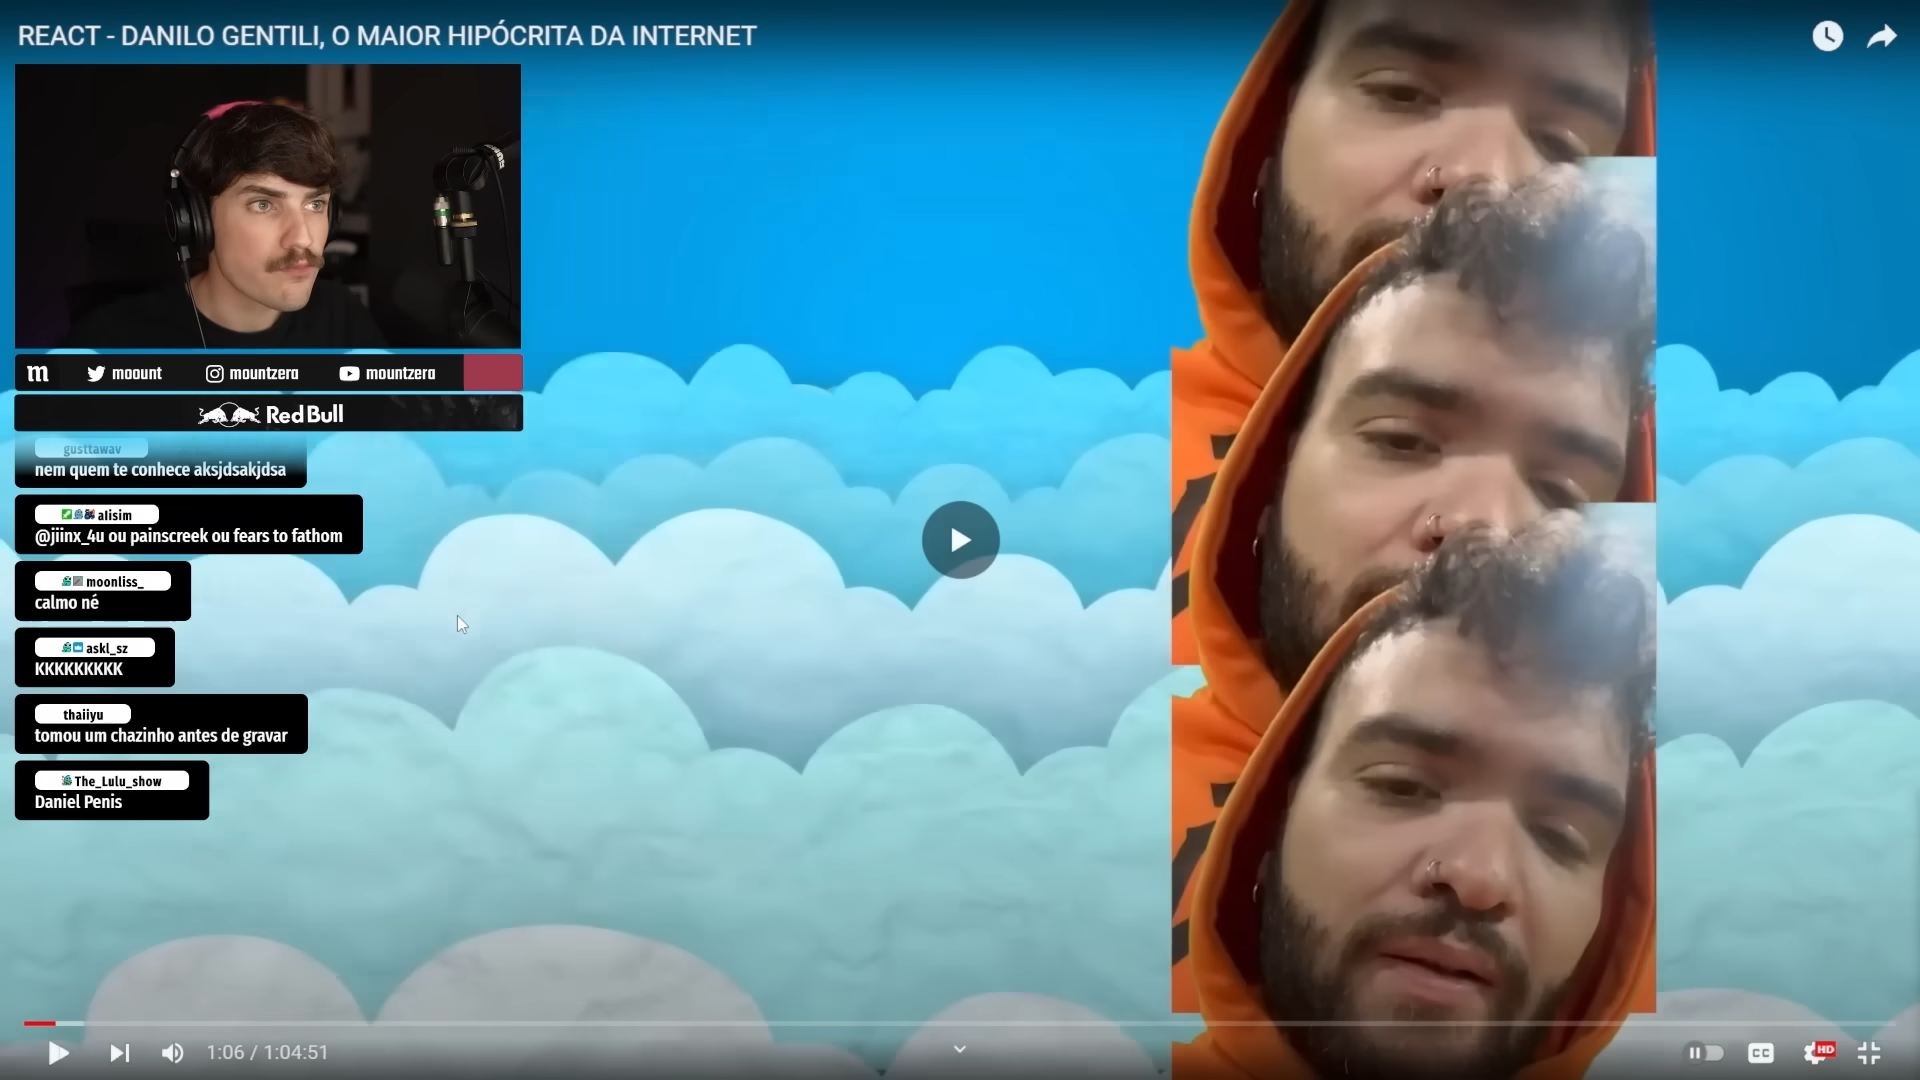 REACT - DANILO GENTILI, O MAIOR HIPÓCRITA DA INTERNET
m moount mountzera mountzera
Red Bull
gusttawav
nem quem te conhece aksjdsakjdsa
alisim
@jiinx_4u ou painscreek ou fears to fathom
moonliss_
calmo né
askl_sz
KKKKKKKKK
thaiiyu
tomou um chazinho antes de gravar
The_Lulu_show
Daniel Penis
1:06 / 1:04:51
CC
HD